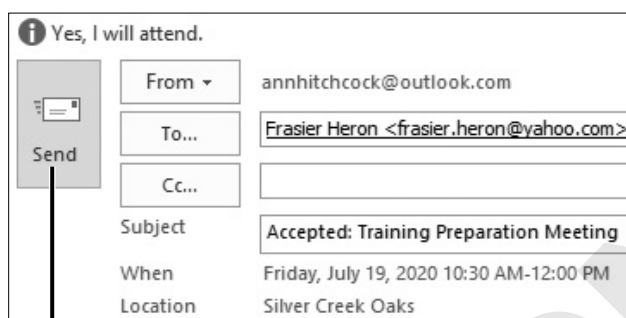 Yes, I will attend.
From
annhitchcock@outlook.com
Send
To...
Frasier Heron <frasier.heron@yahoo.com>
Cc...
Subject
Accepted: Training Preparation Meeting
When
Friday, July 19, 2020 10:30 AM-12:00 PM
Location
Silver Creek Oaks